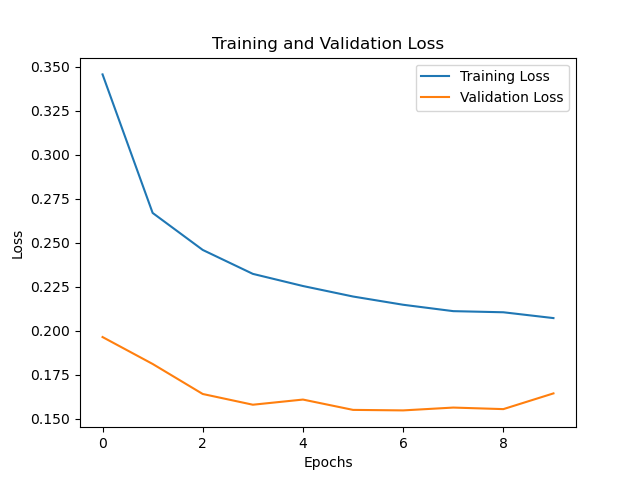 Training and Validation Loss
Training Loss
Validation Loss
0.350
0.325
0.300
0.275
0.250
0.225
0.200
0.175
0.150
Loss
0 2 4 6 8
Epochs